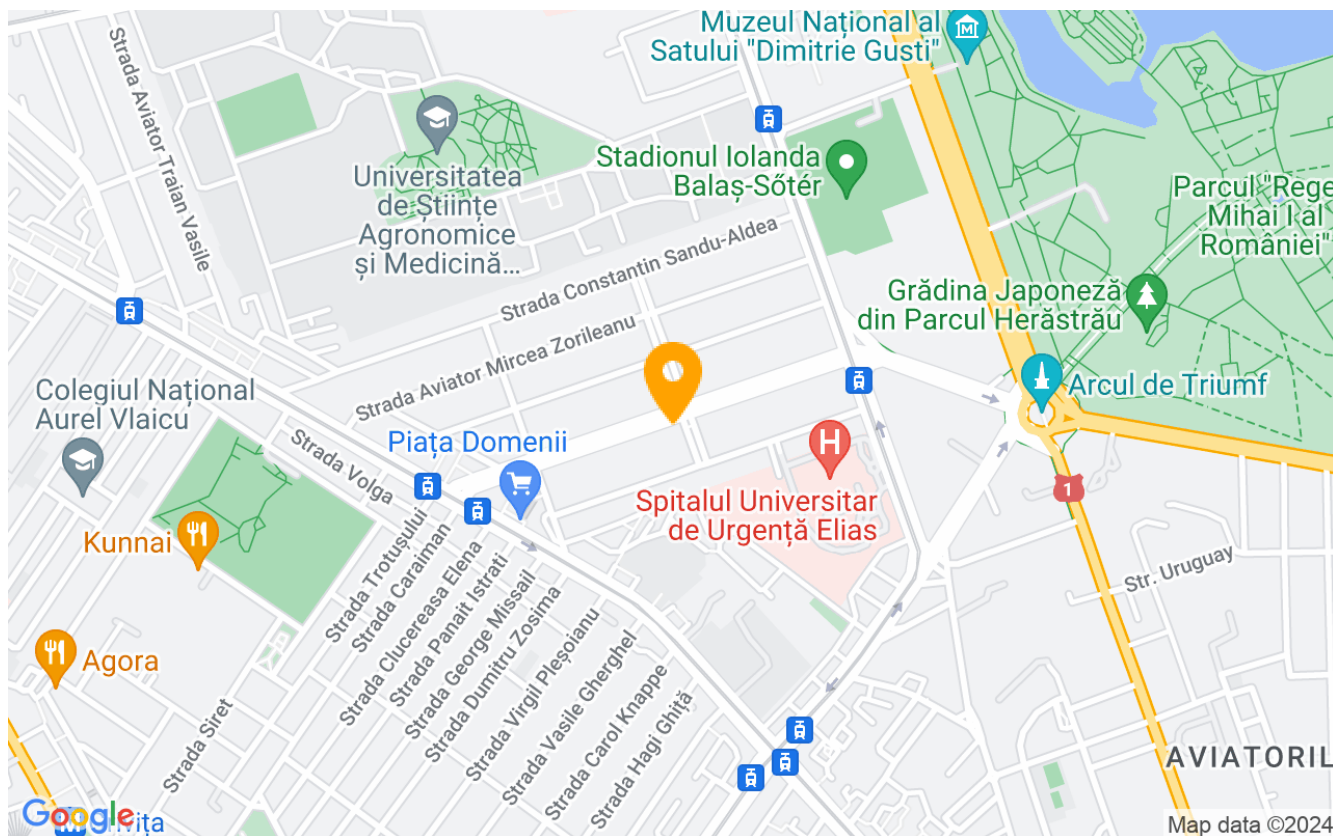 Muzeul Național al
Satului "Dimitrie Gusti"
Strada Aviator Traian Vasile
Universitatea
de Științe
Agronomice
și Medicină...
Stadionul Iolanda
Balaș-Sőtér
Parcul "Rege
Mihai I al
României"
Strada Constantin Sandu-Aldea
Grădina Japoneză
din Parcul Herăstrău
Strada Aviator Mircea Zorileanu
Colegiul Național
Aurel Vlaicu
Arcul de Triumf
Piața Domenii
Strada Volga
H
Spitalul Universitar
de Urgență Elias
1
Kunnai
Strada Trotușului
Strada Caraiman
Strada Clucereasa Elena
Strada Panait Istrati
Strada George Missail
Strada Dumitru Zosima
Strada Virgil Pleșoianu
Strada Vasile Gherghel
Strada Carol Knappe
Strada Hagi Ghiță
Str. Uruguay
Agora
Strada Siret
AVIATORIL
Google
Map data ©2024